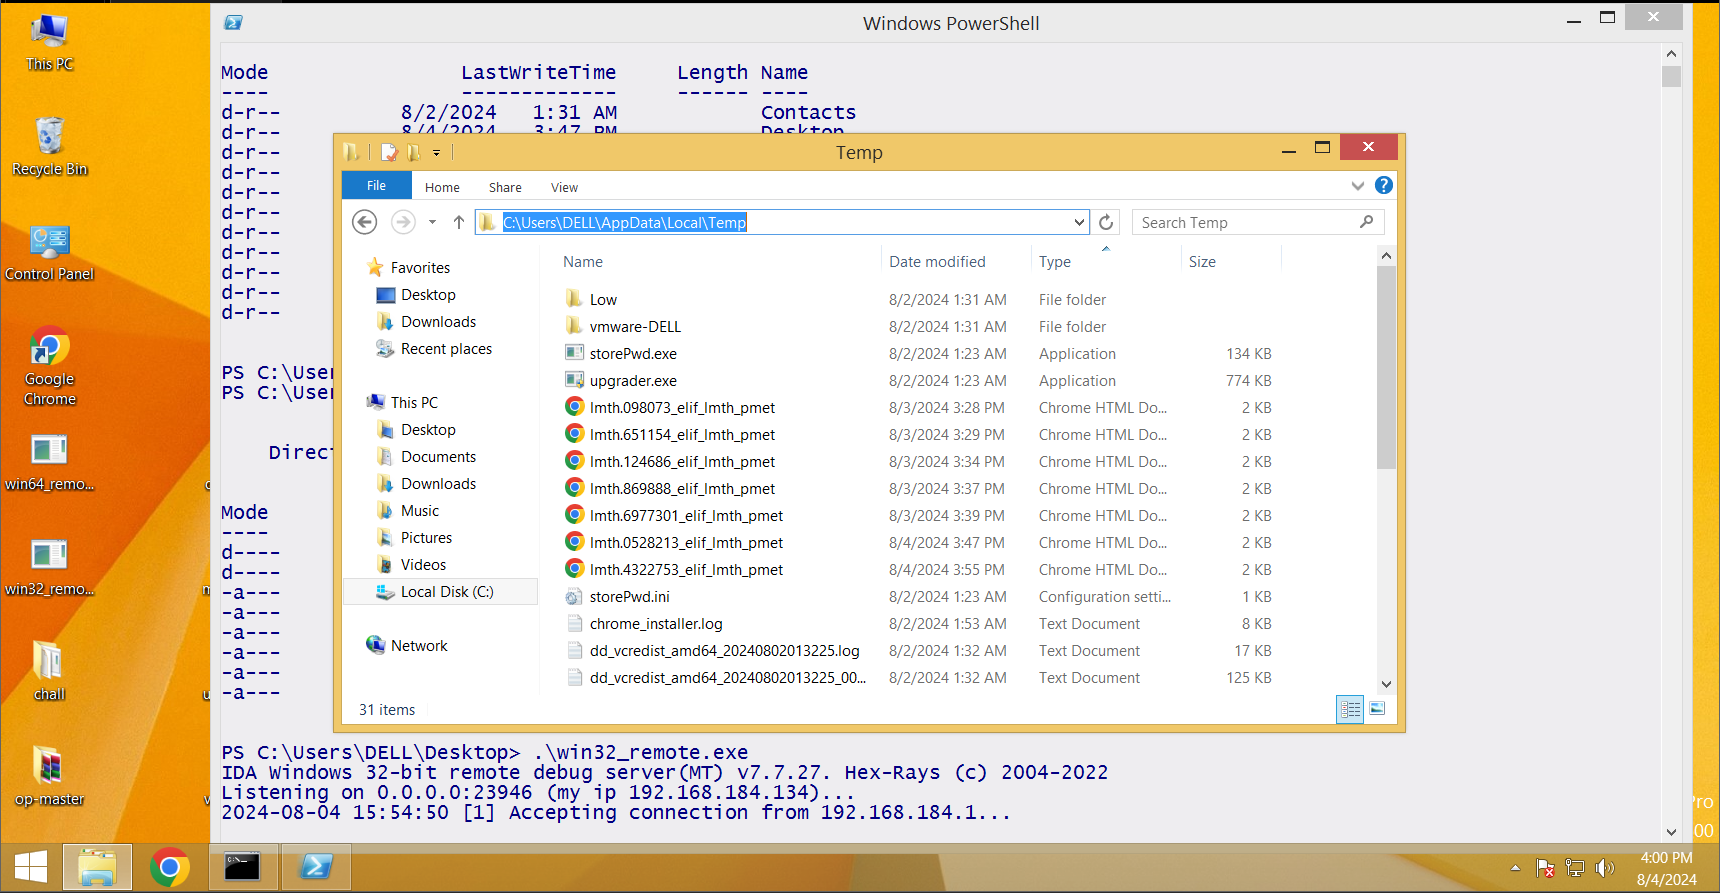 Windows PowerShell
Mode LastWriteTime Length Name
---- ------------- ------ ----
d-r-- 8/2/2024 1:31 AM Contacts
d-r-- 8/4/2024 3:47 PM Desktop
d-r--
d-r--
d-r--
d-r--
d-r--
d-r--
d-r--
d-r--
d-r--
PS C:\User
PS C:\User
Direct
Mode
----
d----
d----
-a---
-a---
-a---
-a---
-a---
-a---
PS C:\Users\DELL\Desktop> .\win32_remote.exe
IDA Windows 32-bit remote debug server(MT) v7.7.27. Hex-Rays (c) 2004-2022
Listening on 0.0.0.0:23946 (my ip 192.168.184.134)...
2024-08-04 15:54:50 [1] Accepting connection from 192.168.184.1...
This PC
Recycle Bin
Control Panel
Google
Chrome
win64_remo...
win32_remo...
chall
op-master
Temp
File Home Share View
C:\Users\DELL\AppData\Local\Temp
Search Temp
Favorites
Desktop
Downloads
Recent places
This PC
Desktop
Documents
Downloads
Music
Pictures
Videos
Local Disk (C:)
Network
Name Date modified Type Size
Low 8/2/2024 1:31 AM File folder
vmware-DELL 8/2/2024 1:31 AM File folder
storePwd.exe 8/2/2024 1:23 AM Application 134 KB
upgrader.exe 8/2/2024 1:23 AM Application 774 KB
lmth.098073_elif_lmth_pmet 8/3/2024 3:28 PM Chrome HTML Do... 2 KB
lmth.651154_elif_lmth_pmet 8/3/2024 3:29 PM Chrome HTML Do... 2 KB
lmth.124686_elif_lmth_pmet 8/3/2024 3:34 PM Chrome HTML Do... 2 KB
lmth.869888_elif_lmth_pmet 8/3/2024 3:37 PM Chrome HTML Do... 2 KB
lmth.6977301_elif_lmth_pmet 8/3/2024 3:39 PM Chrome HTML Do... 2 KB
lmth.0528213_elif_lmth_pmet 8/4/2024 3:47 PM Chrome HTML Do... 2 KB
lmth.4322753_elif_lmth_pmet 8/4/2024 3:55 PM Chrome HTML Do... 2 KB
storePwd.ini 8/2/2024 1:23 AM Configuration setti... 1 KB
chrome_installer.log 8/2/2024 1:53 AM Text Document 8 KB
dd_vcredist_amd64_20240802013225.log 8/2/2024 1:32 AM Text Document 17 KB
dd_vcredist_amd64_20240802013225_00... 8/2/2024 1:32 AM Text Document 125 KB
31 items
Pro
00
4:00 PM
8/4/2024